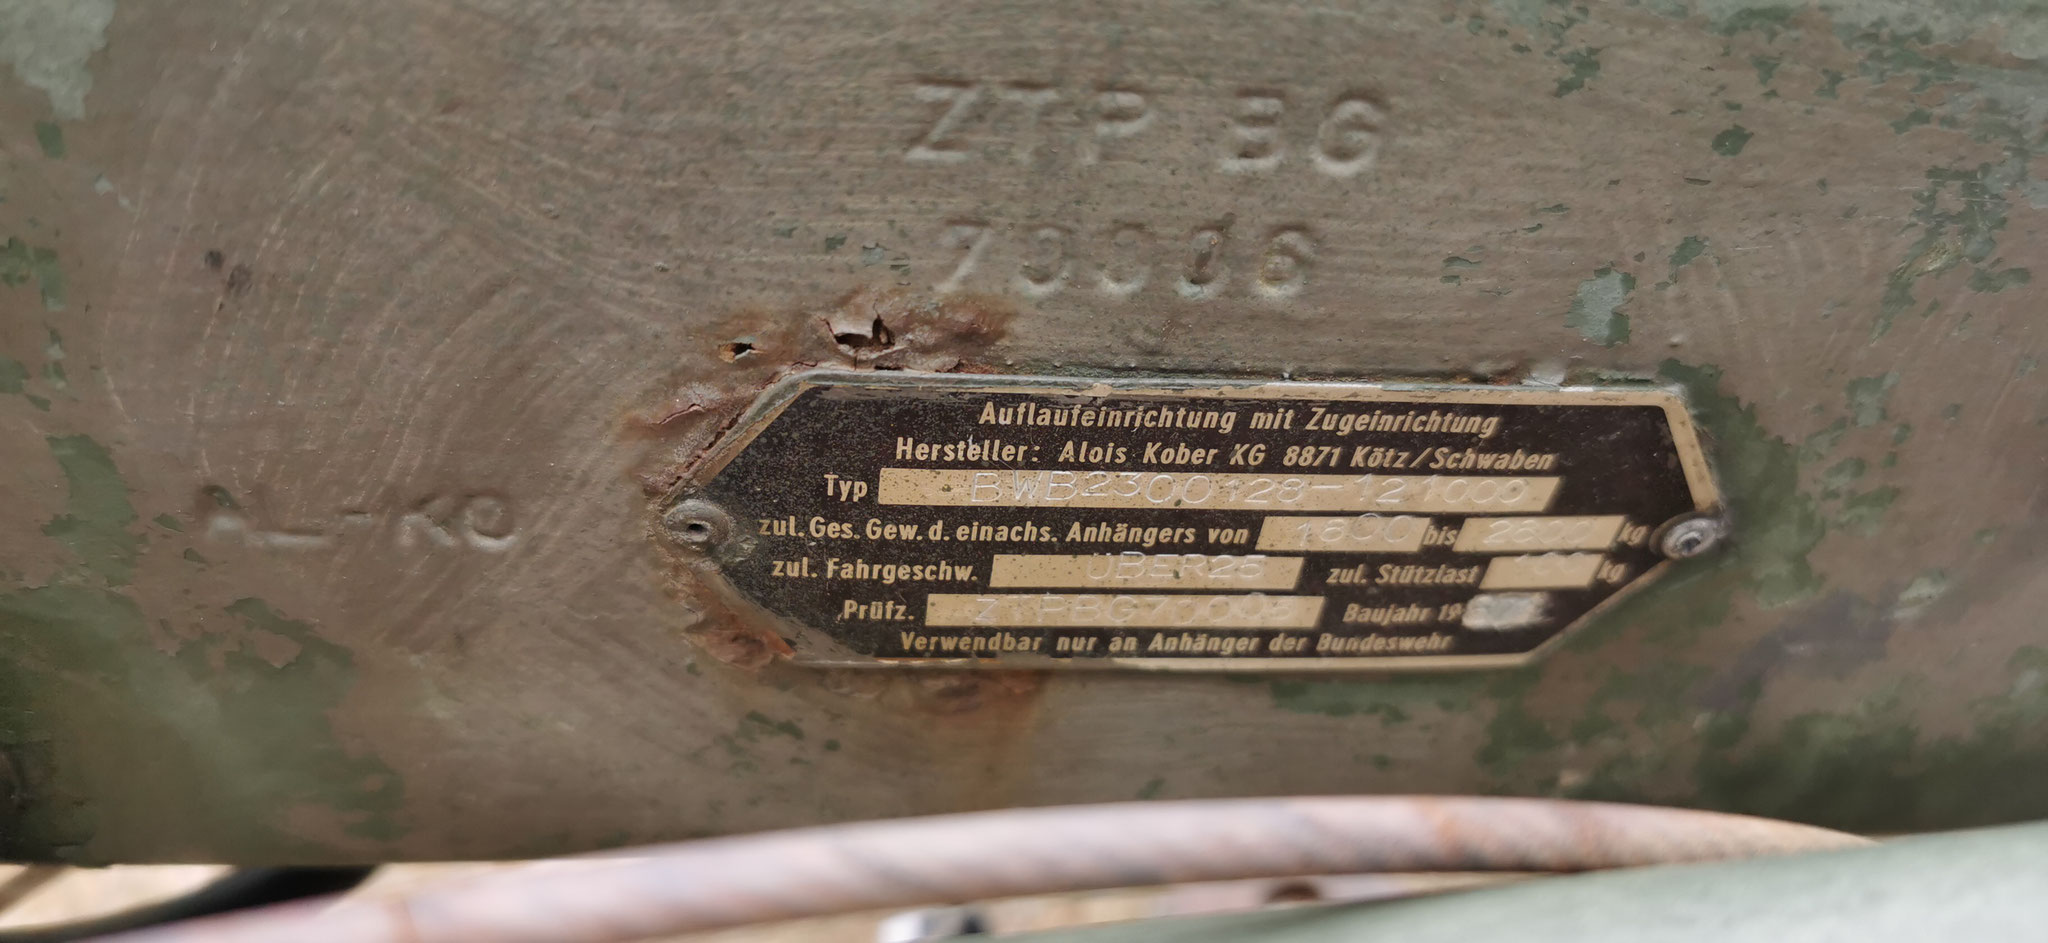 ZTP BG
70006
AL-KO
Auflaufeinrichtung mit Zugeinrichtung
Hersteller: Alois Kober KG 8871 Kötz/Schwaben
Typ BWB2300128-121000
zul. Ges. Gew. d. einachs. Anhängers von 1800 bis kg
zul. Fahrgeschw. ÜBER25 zul. Stützlast kg
Prüfz. ZTPBG70006 Baujahr 19
Verwendbar nur an Anhänger der Bundeswehr